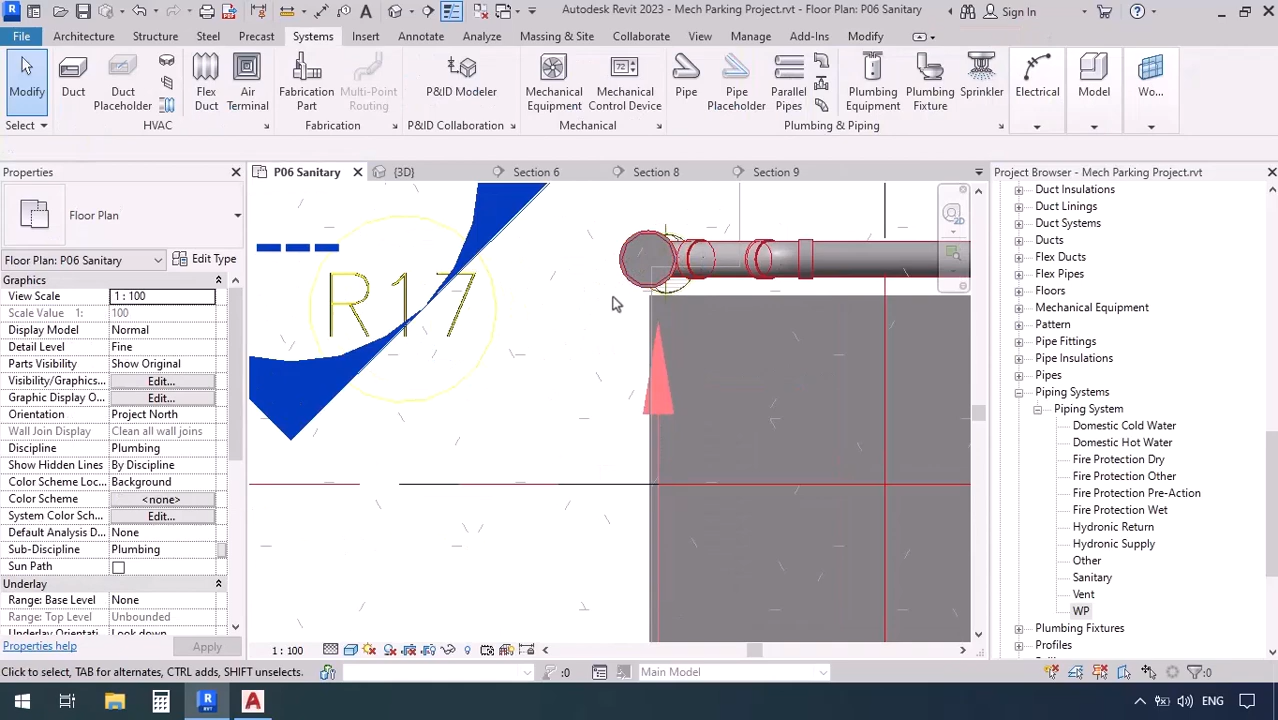 Autodesk Revit 2023 - Mech Parking Project.rvt - Floor Plan: P06 Sanitary
Sign In
File
Architecture
Structure
Steel
Precast
Systems
Insert
Annotate
Analyze
Massing & Site
Collaborate
View
Manage
Add-Ins
Modify
Modify
Duct
Duct Placeholder
Flex Duct
Air Terminal
Fabrication Part
Multi-Point Routing
P&ID Modeler
Mechanical Equipment
Mechanical Control Device
Pipe
Pipe Placeholder
Parallel Pipes
Plumbing Equipment
Plumbing Fixture
Sprinkler
Electrical
Model
Wo...
Select
HVAC
Fabrication
P&ID Collaboration
Mechanical
Plumbing & Piping
Properties
P06 Sanitary
{3D}
Section 6
Section 8
Section 9
Project Browser - Mech Parking Project.rvt
Floor Plan
Floor Plan: P06 Sanitary
Edit Type
Graphics
View Scale 1 : 100
Scale Value 1: 100
Display Model Normal
Detail Level Fine
Parts Visibility Show Original
Visibility/Graphics... Edit...
Graphic Display O... Edit...
Orientation Project North
Wall Join Display Clean all wall joins
Discipline Plumbing
Show Hidden Lines By Discipline
Color Scheme Loc... Background
Color Scheme <none>
System Color Sch... Edit...
Default Analysis D... None
Sub-Discipline Plumbing
Sun Path
Underlay
Range: Base Level None
Range: Top Level Unbounded
Underlay Orientati... Look down
Properties help
Apply
R17
2D
Duct Insulations
Duct Linings
Duct Systems
Ducts
Flex Ducts
Flex Pipes
Floors
Mechanical Equipment
Pattern
Pipe Fittings
Pipe Insulations
Pipes
Piping Systems
Piping System
Domestic Cold Water
Domestic Hot Water
Fire Protection Dry
Fire Protection Other
Fire Protection Pre-Action
Fire Protection Wet
Hydronic Return
Hydronic Supply
Other
Sanitary
Vent
WP
Plumbing Fixtures
Profiles
1 : 100
Click to select, TAB for alternates, CTRL adds, SHIFT unselects.
:0
Main Model
:0
ENG